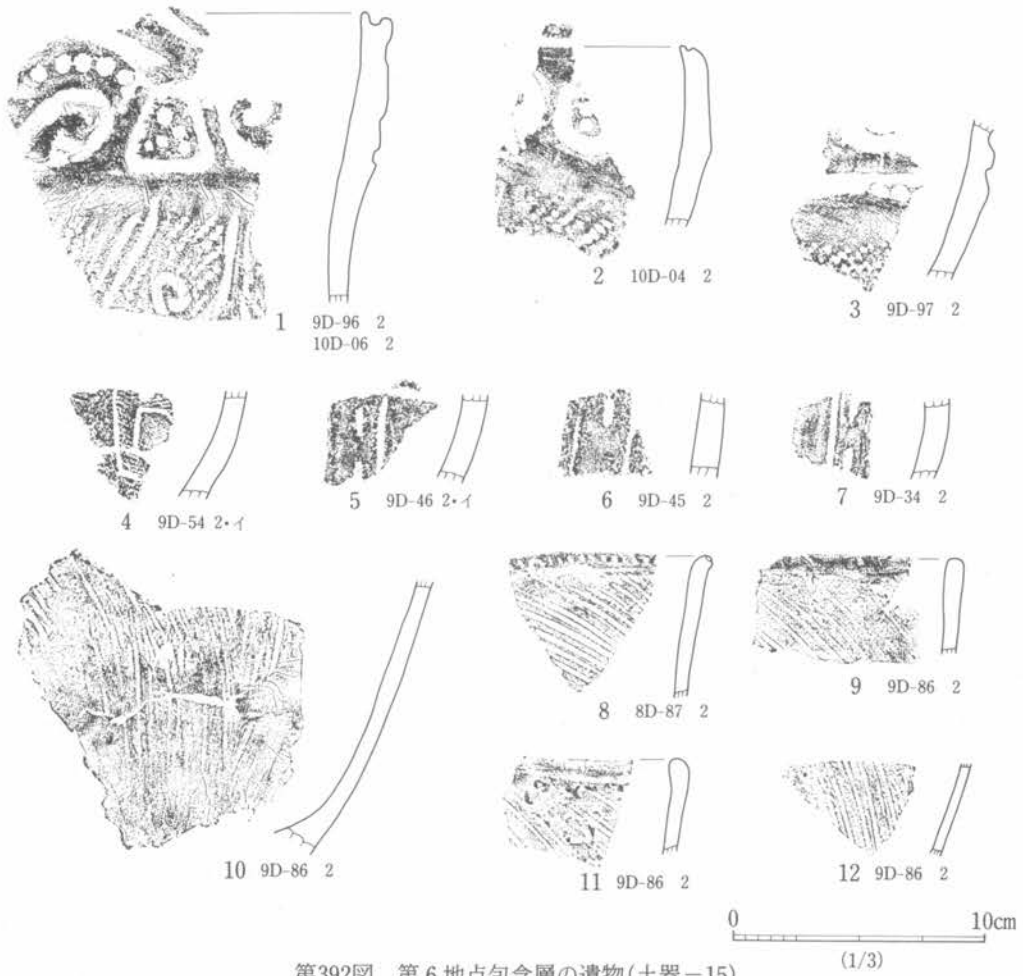 1 9D-96 2
10D-06 2
2 10D-04 2
3 9D-97 2
4 9D-54 2・イ
5 9D-46 2・イ
6 9D-45 2
7 9D-34 2
8 8D-87 2
9 9D-86 2
10 9D-86 2
11 9D-86 2
12 9D-86 2
0 10cm
(1/3)
第392図 第6地点包含層の遺物(土器-15)